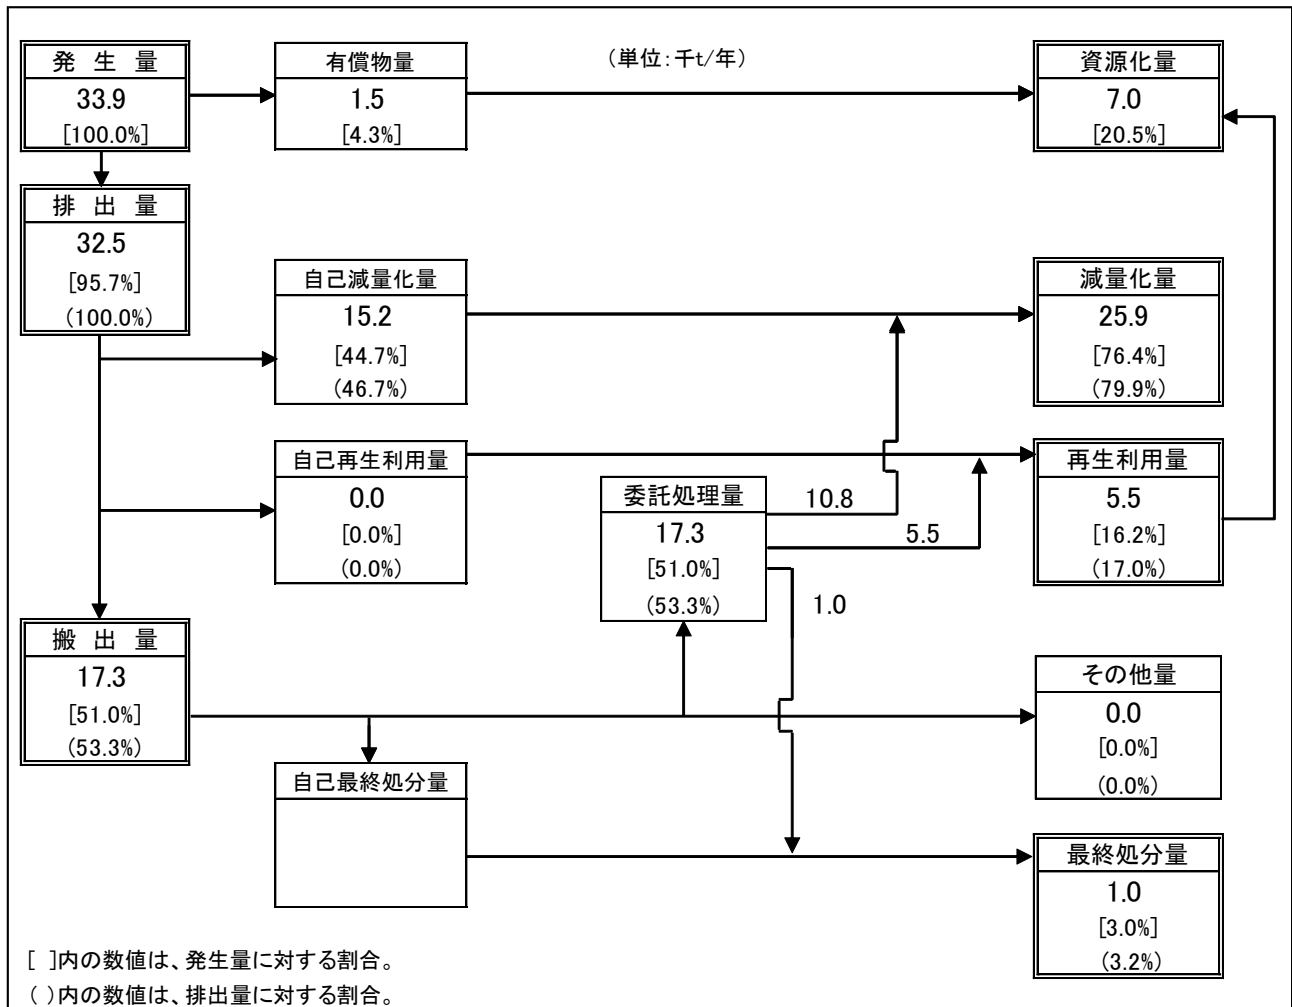 発 生 量
33.9
[100.0%]
有償物量
1.5
[4.3%]
(単位:千t/年)
資源化量
7.0
[20.5%]
排 出 量
32.5
[95.7%]
(100.0%)
自己減量化量
15.2
[44.7%]
(46.7%)
減量化量
25.9
[76.4%]
(79.9%)
自己再生利用量
0.0
[0.0%]
(0.0%)
委託処理量
17.3
[51.0%]
(53.3%)
10.8
5.5
1.0
再生利用量
5.5
[16.2%]
(17.0%)
搬 出 量
17.3
[51.0%]
(53.3%)
その他量
0.0
[0.0%]
(0.0%)
自己最終処分量
最終処分量
1.0
[3.0%]
(3.2%)
[ ]内の数値は、発生量に対する割合。
( )内の数値は、排出量に対する割合。